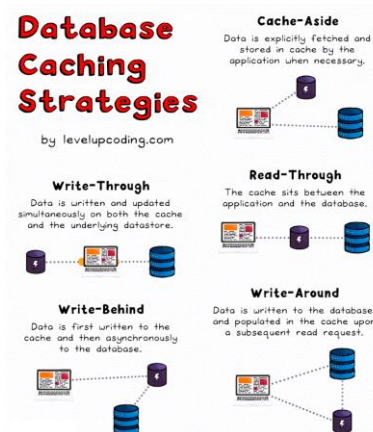 Database
Caching
Strategies
by levelupcoding.com
Cache-Aside
Data is explicitly fetched and
stored in cache by the
application when necessary.
Write-Through
Data is written and updated
simultaneously on both the cache
and the underlying datastore.
Read-Through
The cache sits between the
application and the database.
Write-Behind
Data is first written to the
cache and then asynchronously
to the database.
Write-Around
Data is written to the database
and populated in the cache upon
a subsequent read request.